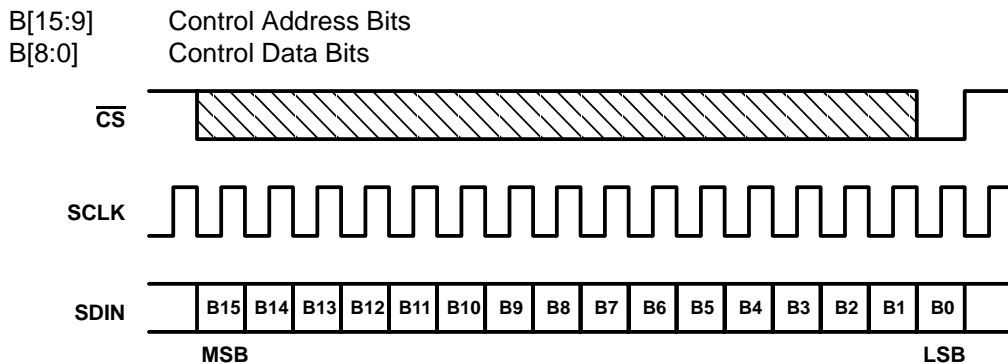 B[15:9] Control Address Bits
B[8:0] Control Data Bits
CS
SCLK
SDIN B15 B14 B13 B12 B11 B10 B9 B8 B7 B6 B5 B4 B3 B2 B1 B0
MSB LSB